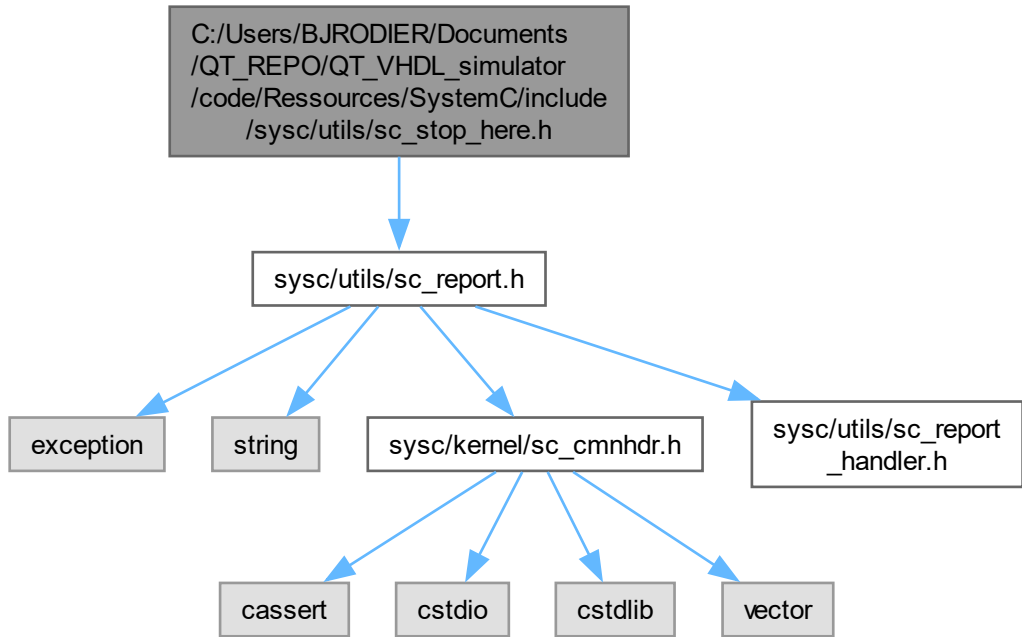 C:/Users/BJRODIER/Documents
/QT_REPO/QT_VHDL_simulator
/code/Ressources/SystemC/include
/sysc/utils/sc_stop_here.h
sysc/utils/sc_report.h
exception
string
sysc/kernel/sc_cmnhdr.h
sysc/utils/sc_report
_handler.h
cassert
cstdio
cstdlib
vector